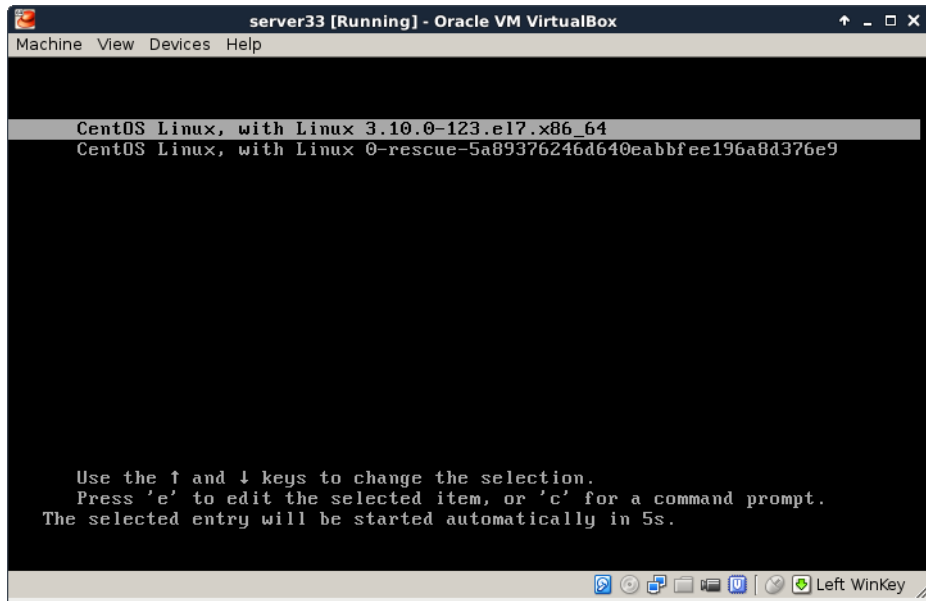 server33 [Running] - Oracle VM VirtualBox
Machine View Devices Help
CentOS Linux, with Linux 3.10.0-123.el7.x86_64
CentOS Linux, with Linux 0-rescue-5a89376246d640eabbfee196a8d376e9
Use the ↑ and ↓ keys to change the selection.
Press 'e' to edit the selected item, or 'c' for a command prompt.
The selected entry will be started automatically in 5s.
Left WinKey